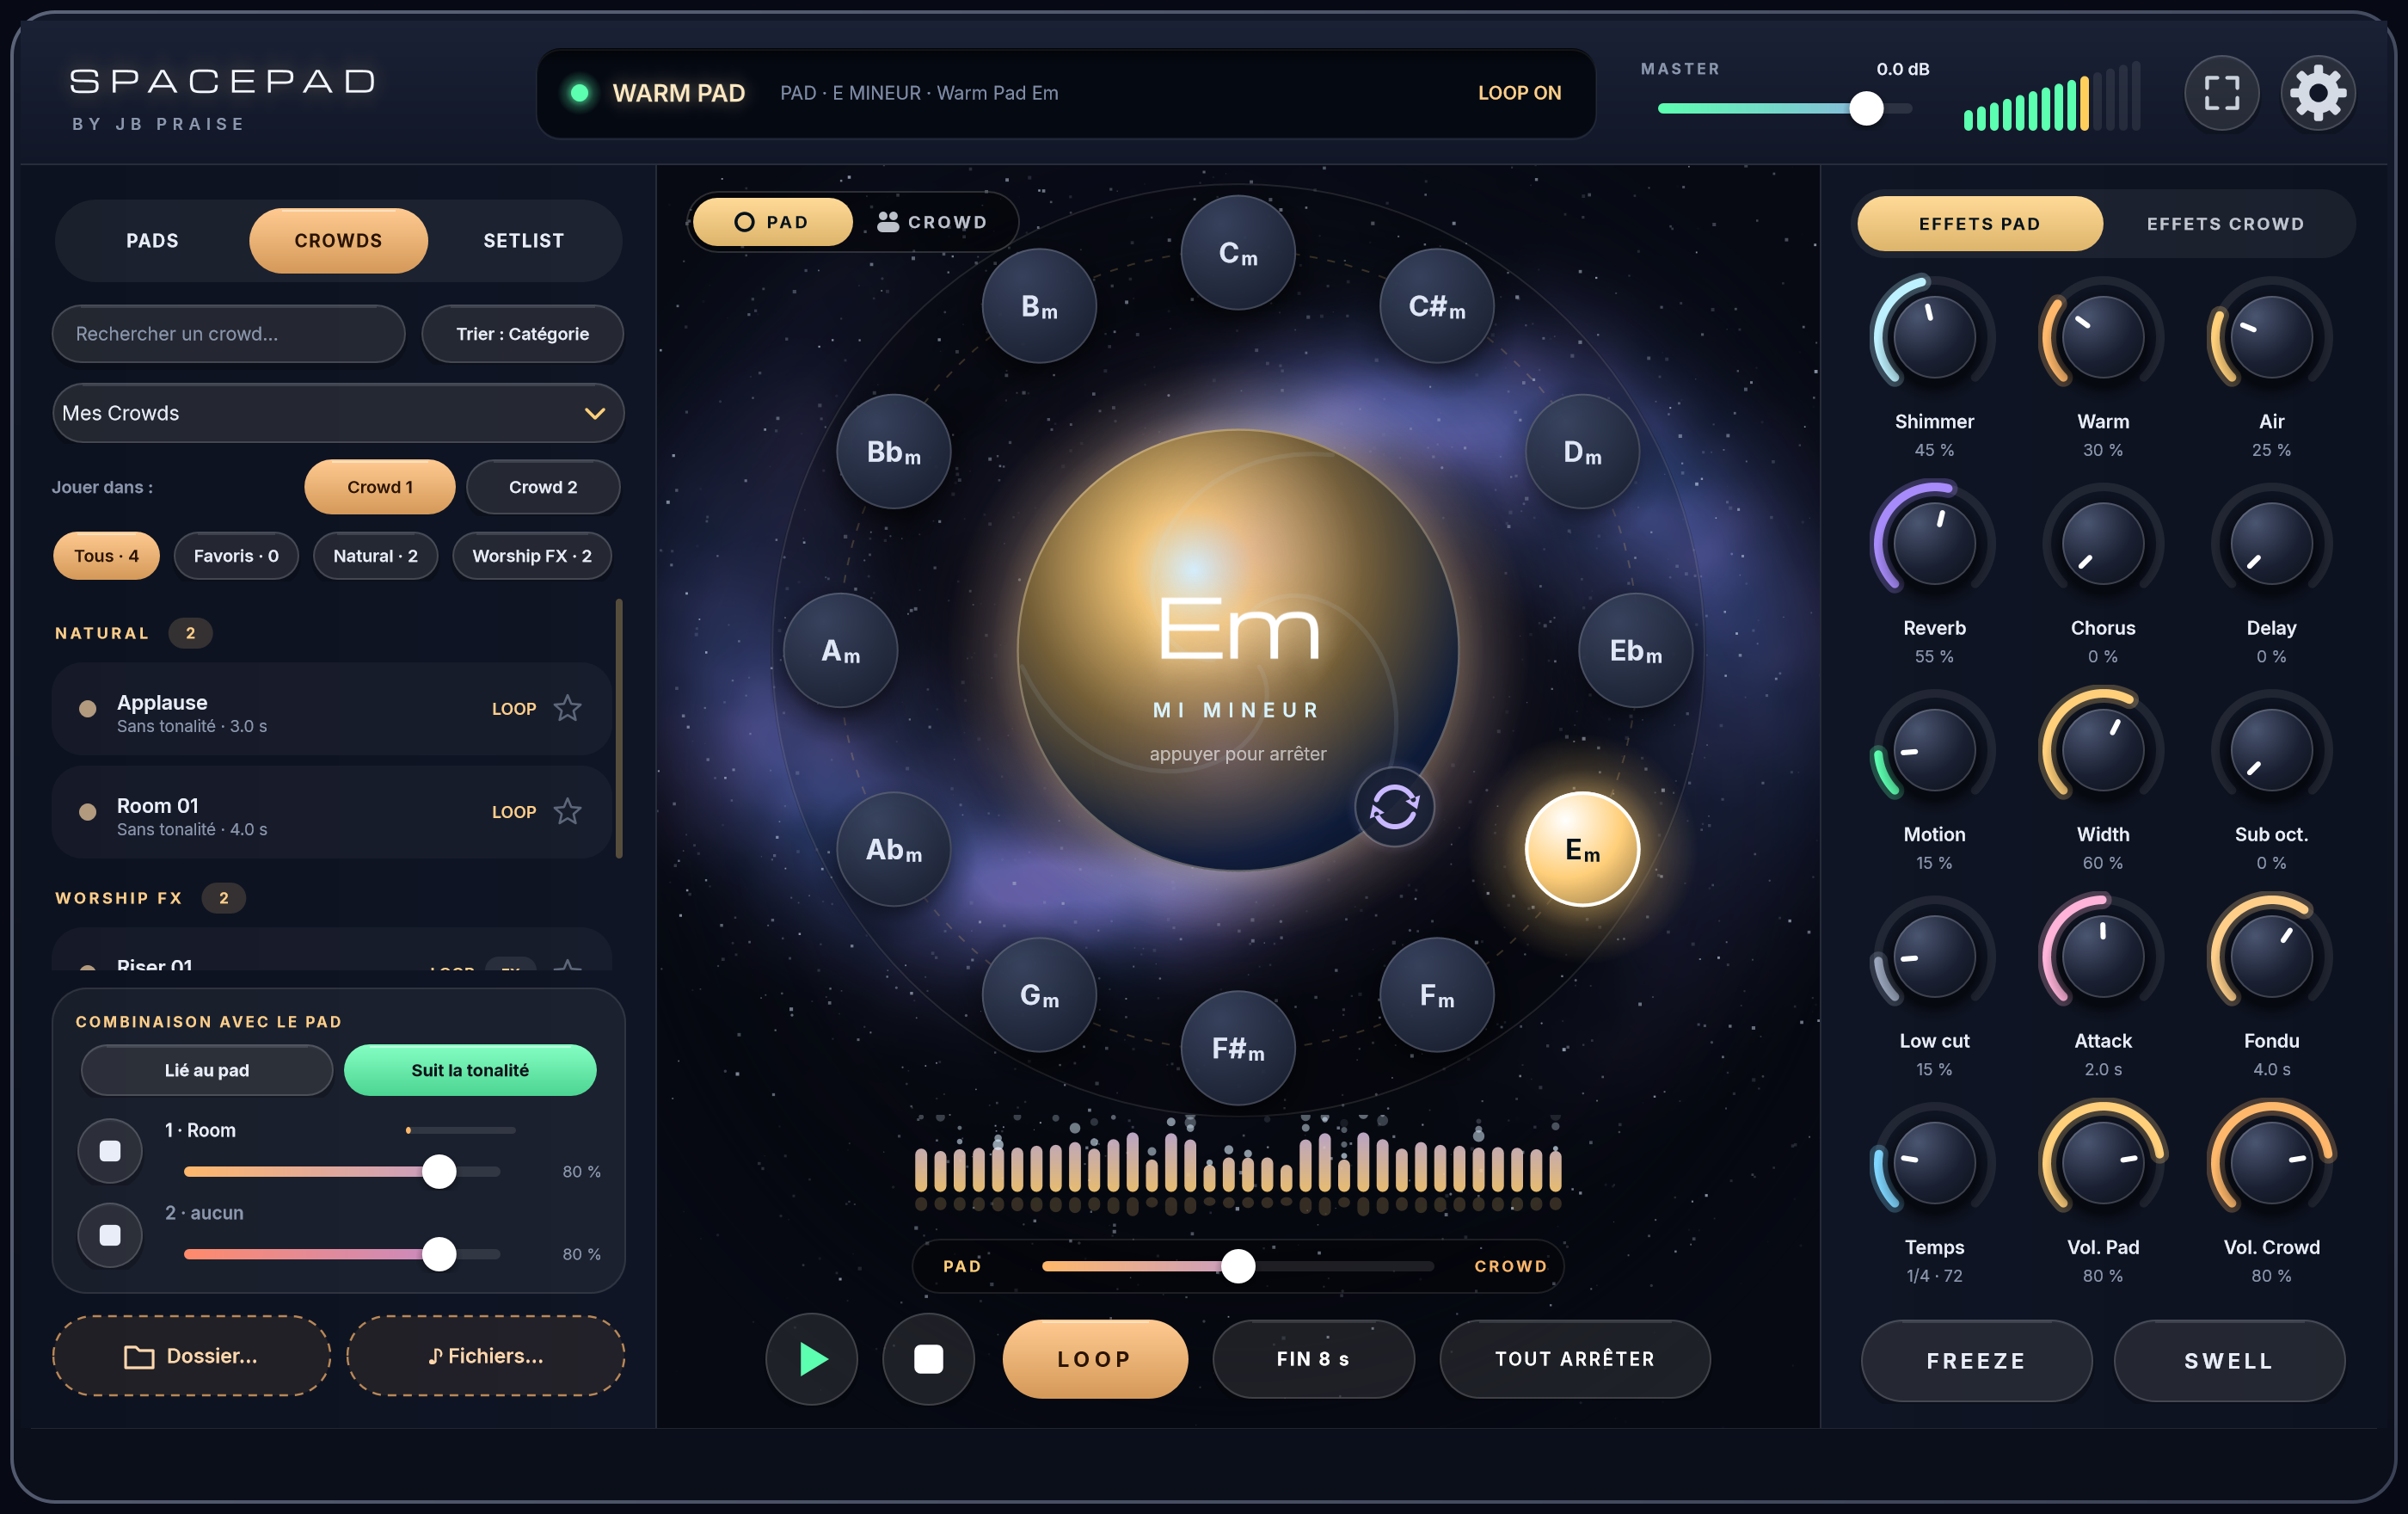 SPACEPAD
BY JB PRAISE
WARM PAD PAD · E MINEUR · Warm Pad Em LOOP ON
MASTER 0.0 dB
PADS CROWDS SETLIST
Rechercher un crowd... Trier : Catégorie
Mes Crowds
Jouer dans : Crowd 1 Crowd 2
Tous · 4 Favoris · 0 Natural · 2 Worship FX · 2
NATURAL 2
Applause LOOP
Sans tonalité · 3.0 s
Room 01 LOOP
Sans tonalité · 4.0 s
WORSHIP FX 2
Riser 01 LOOP FX
COMBINAISON AVEC LE PAD
Lié au pad Suit la tonalité
1 · Room
80 %
2 · aucun
80 %
Dossier... Fichiers...
PAD CROWD
Cm
Bm C#m
Bbm Dm
Am Ebm
Abm Em
Gm Fm
F#m
Em
MI MINEUR
appuyer pour arrêter
PAD CROWD
LOOP FIN 8 s TOUT ARRÊTER
EFFETS PAD EFFETS CROWD
Shimmer Warm Air
45 % 30 % 25 %
Reverb Chorus Delay
55 % 0 % 0 %
Motion Width Sub oct.
15 % 60 % 0 %
Low cut Attack Fondu
15 % 2.0 s 4.0 s
Temps Vol. Pad Vol. Crowd
1/4 · 72 80 % 80 %
FREEZE SWELL